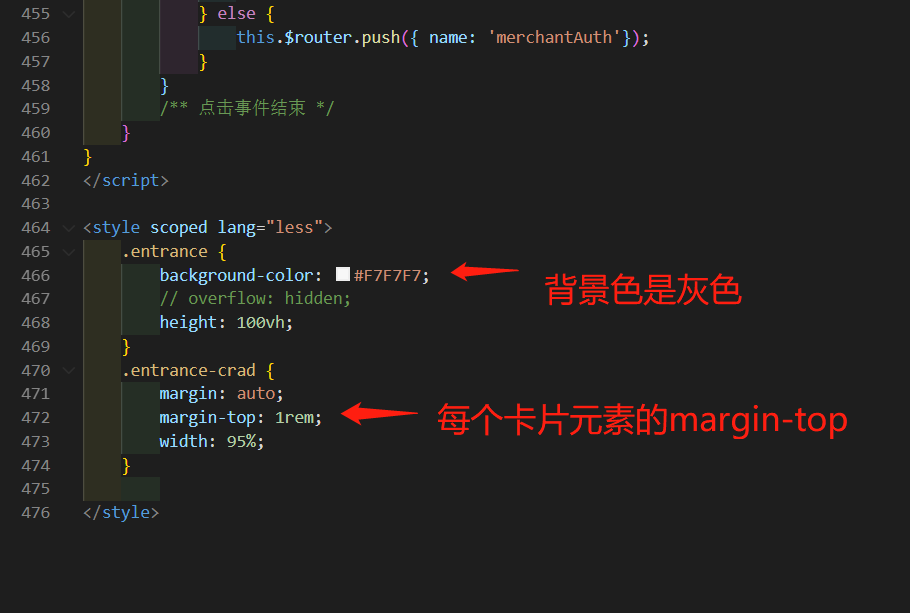 455 } else {
456 this.$router.push({ name: 'merchantAuth'});
457 }
458 }
459 /** 点击事件结束 */
460 }
461 }
462 </script>
463
464 <style scoped lang="less">
465 .entrance {
466 background-color: #F7F7F7; 背景色是灰色
467 // overflow: hidden;
468 height: 100vh;
469 }
470 .entrance-crad {
471 margin: auto;
472 margin-top: 1rem; 每个卡片元素的margin-top
473 width: 95%;
474 }
475
476 </style>